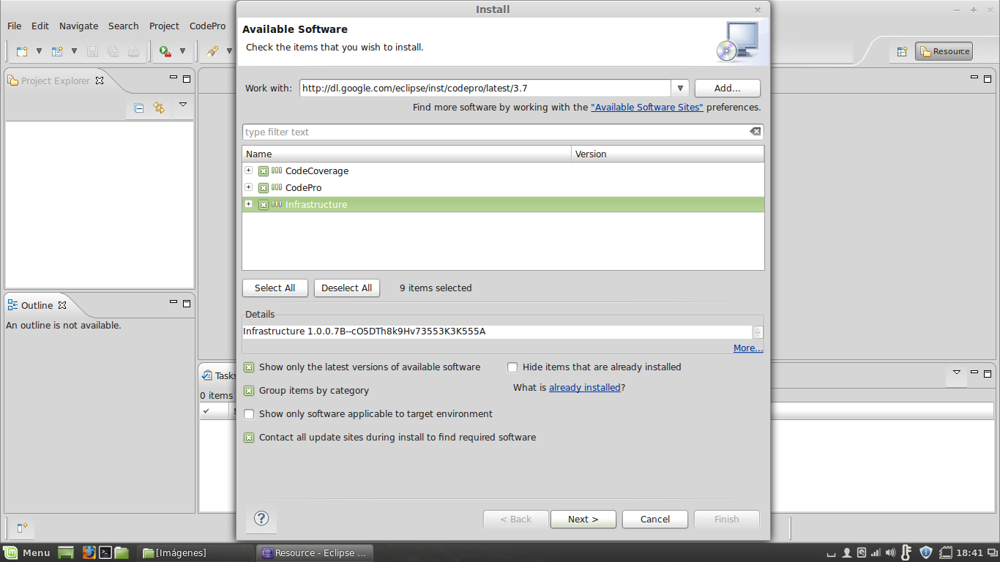 Install
File Edit Navigate Search Project CodePro
Available Software
Check the items that you wish to install.
Resource
Project Explorer
Work with: http://dl.google.com/eclipse/inst/codepro/latest/3.7 Add...
Find more software by working with the "Available Software Sites" preferences.
type filter text
Name Version
CodeCoverage
CodePro
Infrastructure
Select All Deselect All 9 items selected
Outline
An outline is not available.
Details
Infrastructure 1.0.0.7B--cO5DTh8k9Hv73553K3K555A
More...
Show only the latest versions of available software Hide items that are already installed
Tasks
Group items by category What is already installed?
0 items
Show only software applicable to target environment
Contact all update sites during install to find required software
? < Back Next > Cancel Finish
Menu [Imágenes] Resource - Eclipse ... 18:41